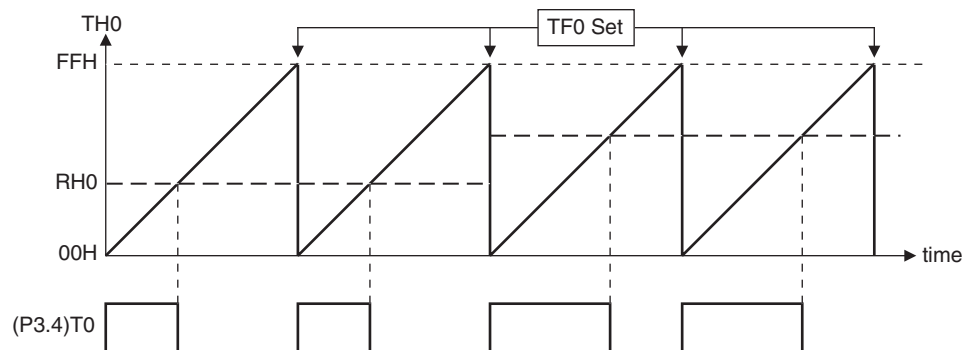 TH0
TF0 Set
FFH
RH0
00H
time
(P3.4)T0